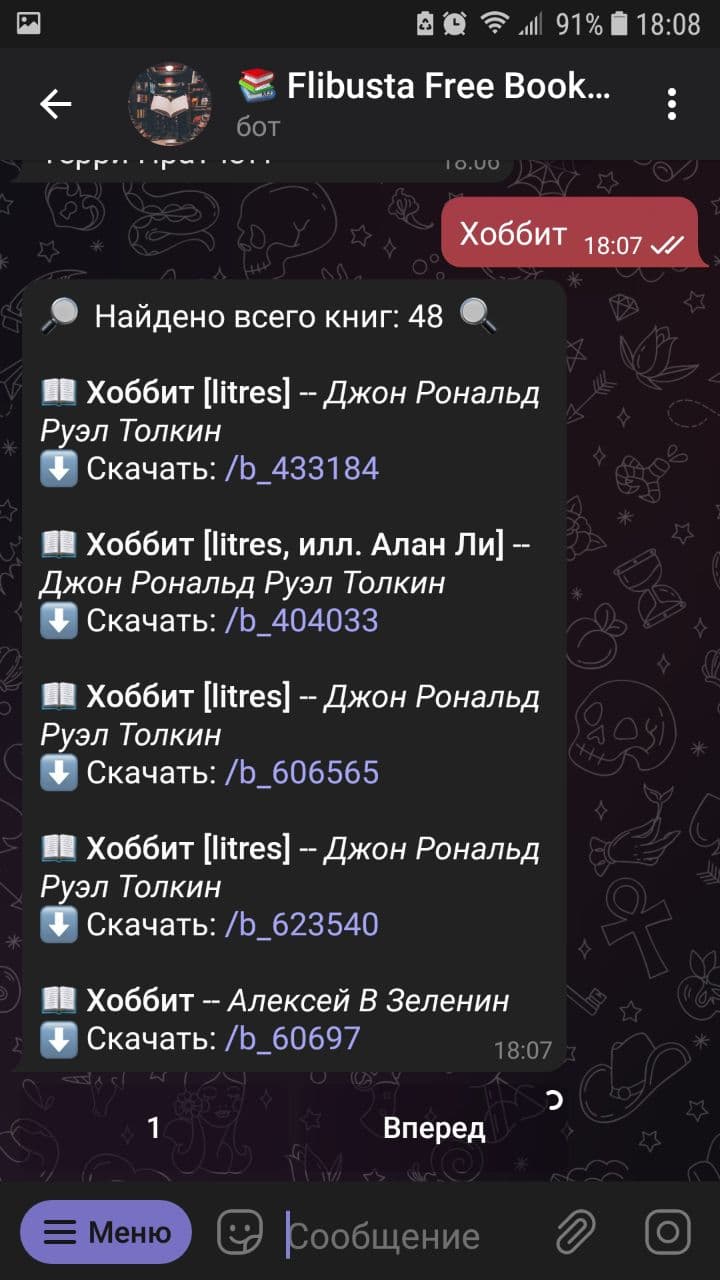 91% 18:08
Flibusta Free Book...
бот
18:06
Хоббит 18:07
Найдено всего книг: 48
Хоббит [litres] -- Джон Рональд
Руэл Толкин
Скачать: /b_433184
Хоббит [litres, илл. Алан Ли] --
Джон Рональд Руэл Толкин
Скачать: /b_404033
Хоббит [litres] -- Джон Рональд
Руэл Толкин
Скачать: /b_606565
Хоббит [litres] -- Джон Рональд
Руэл Толкин
Скачать: /b_623540
Хоббит -- Алексей В Зеленин
Скачать: /b_60697
18:07
1 Вперед
Меню Сообщение